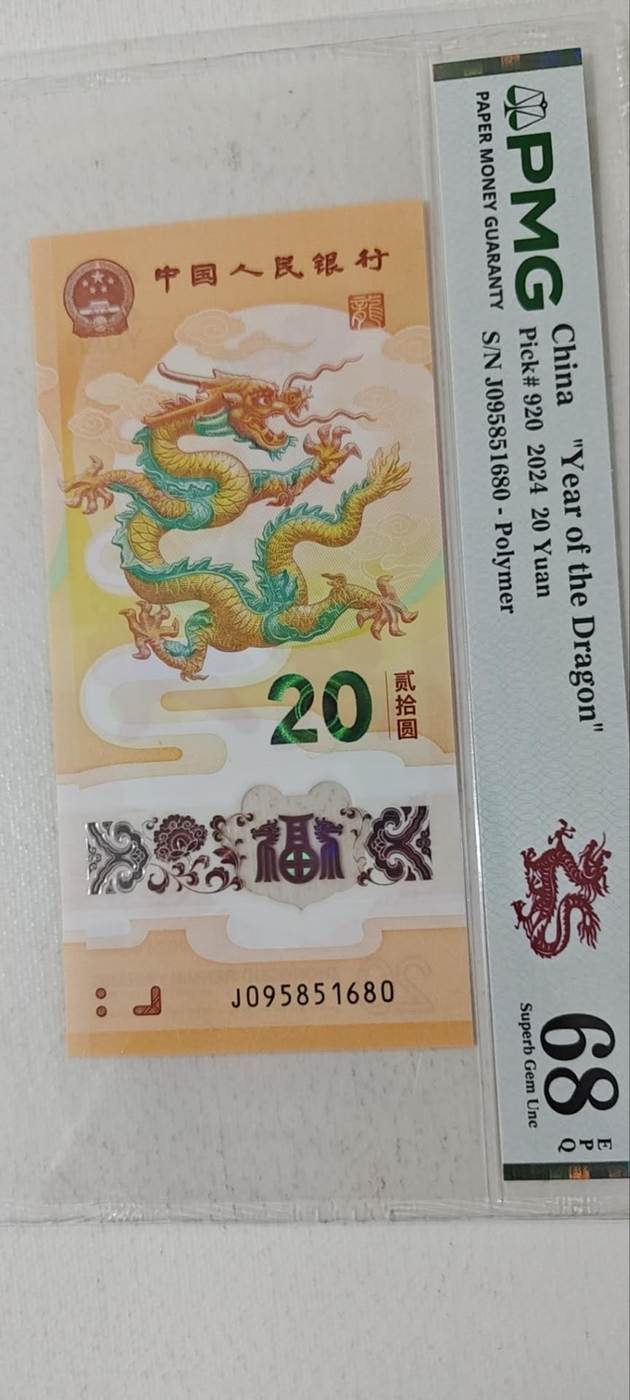 中国人民银行
龍
20
贰拾圆
福
J095851680
PMG
PAPER MONEY GUARANTY
China "Year of the Dragon"
Pick# 920 2024 20 Yuan
S/N J095851680 - Polymer
68
EPQ
Superb Gem Unc